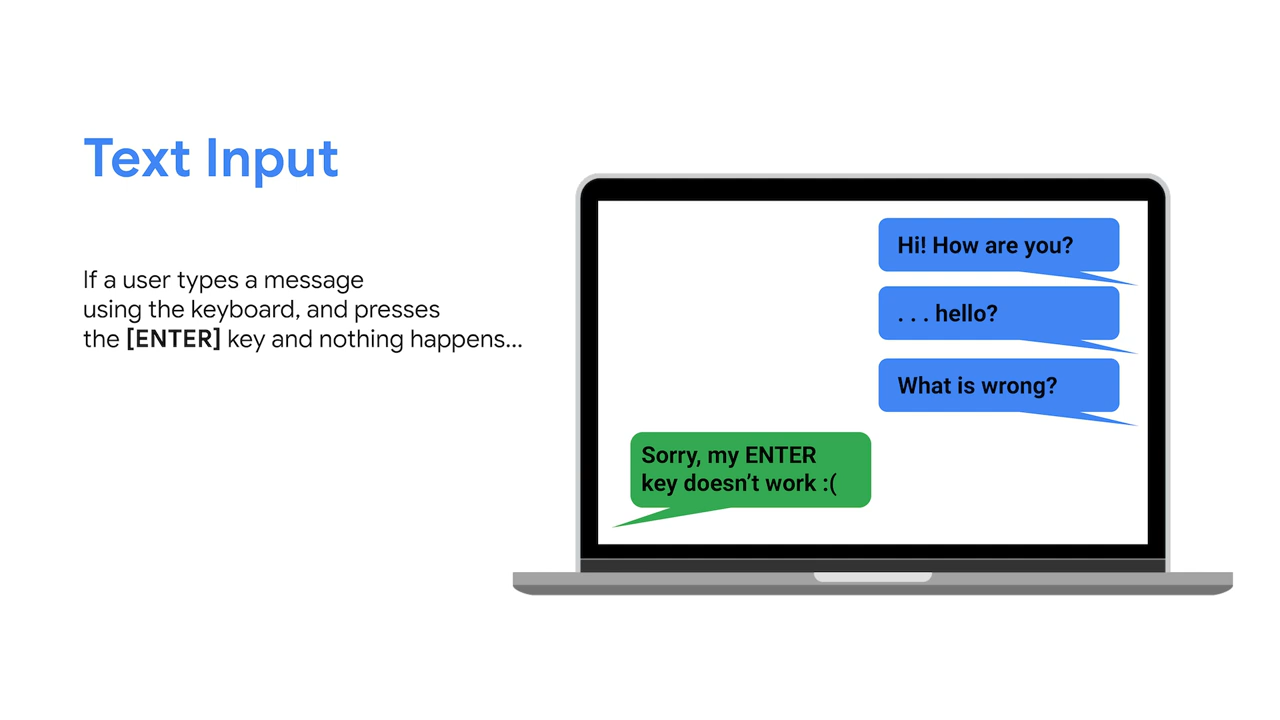 Text Input
If a user types a message
using the keyboard, and presses
the [ENTER] key and nothing happens...
Hi! How are you?
. . . hello?
What is wrong?
Sorry, my ENTER
key doesn’t work :(